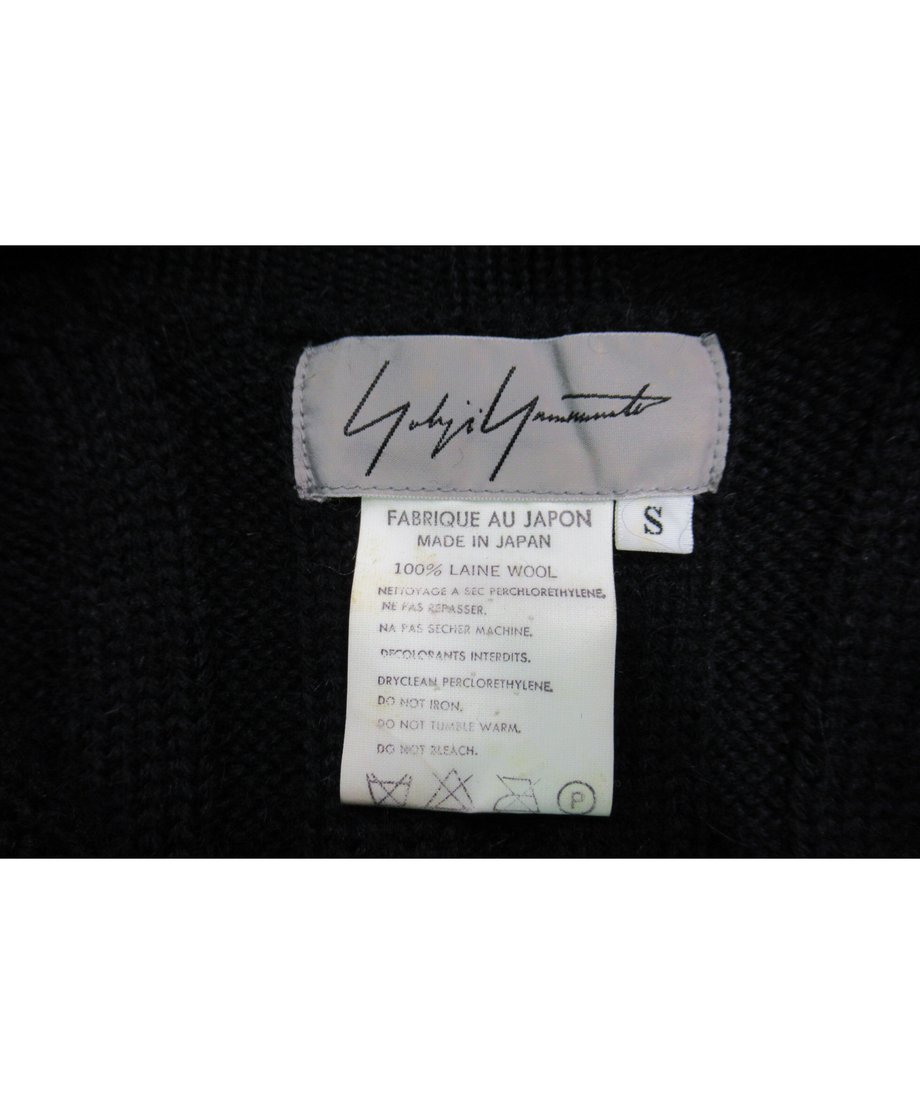 Yohji Yamamoto
FABRIQUE AU JAPON
MADE IN JAPAN
S
100% LAINE WOOL
NETTOYAGE A SEC PERCHLORETHYLENE.
NE PAS REPASSER.
NA PAS SECHER MACHINE.
DECOLORANTS INTERDITS.
DRYCLEAN PERCLORETHYLENE.
DO NOT IRON.
DO NOT TUMBLE WARM.
DO NOT BLEACH.
P